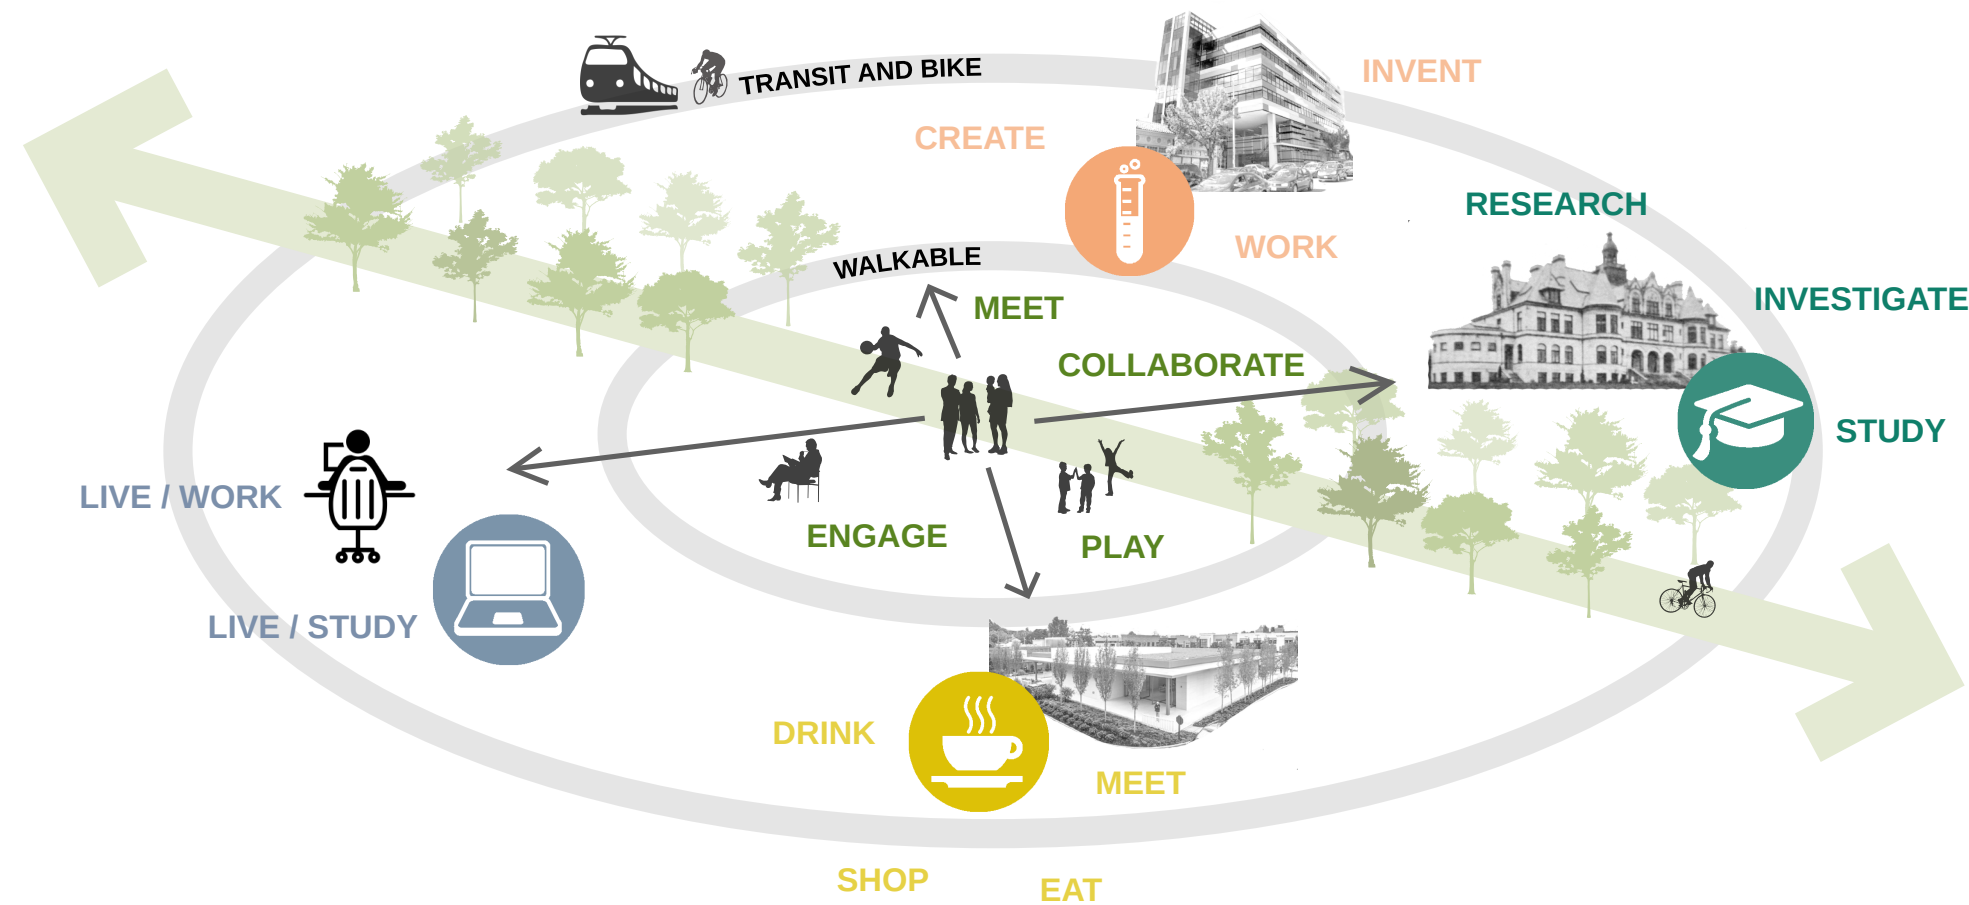 TRANSIT AND BIKE
INVENT
CREATE
RESEARCH
WORK
WALKABLE
INVESTIGATE
MEET
COLLABORATE
STUDY
LIVE / WORK
ENGAGE
PLAY
LIVE / STUDY
DRINK
MEET
SHOP
EAT